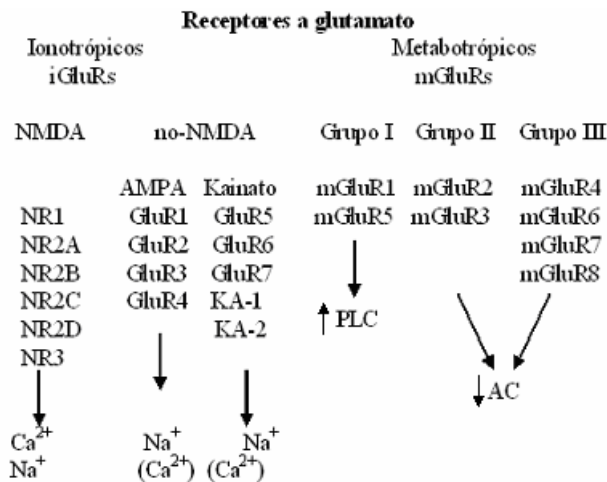 Receptores a glutamato
Ionotrópicos Metabotrópicos
iGluRs mGluRs
NMDA no-NMDA Grupo I Grupo II Grupo III
AMPA Kainato mGluR1 mGluR2 mGluR4
NR1 GluR1 GluR5 mGluR5 mGluR3 mGluR6
NR2A GluR2 GluR6 mGluR7
NR2B GluR3 GluR7 mGluR8
NR2C GluR4 KA-1 PLC
NR2D KA-2
NR3
AC
Ca²⁺ Na⁺ Na⁺
Na⁺ (Ca²⁺) (Ca²⁺)